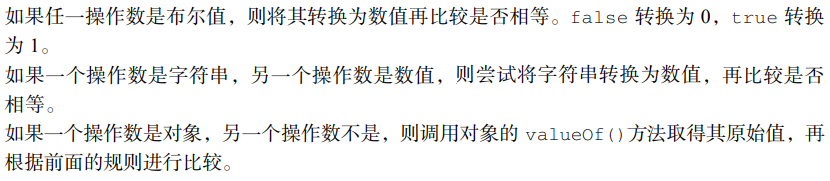 如果任一操作数是布尔值，则将其转换为数值再比较是否相等。false 转换为 0，true 转换
为 1。
如果一个操作数是字符串，另一个操作数是数值，则尝试将字符串转换为数值，再比较是否
相等。
如果一个操作数是对象，另一个操作数不是，则调用对象的 valueOf()方法取得其原始值，再
根据前面的规则进行比较。